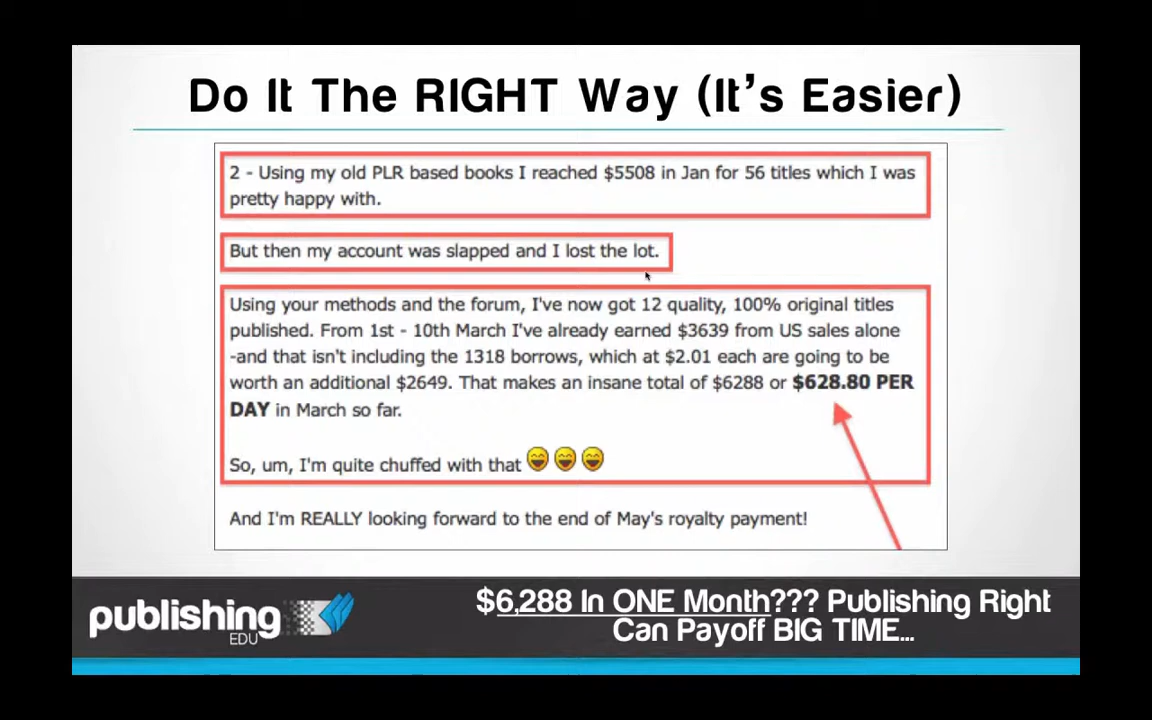 Do It The RIGHT Way (It's Easier)
2 - Using my old PLR based books I reached $5508 in Jan for 56 titles which I was
pretty happy with.
But then my account was slapped and I lost the lot.
Using your methods and the forum, I've now got 12 quality, 100% original titles
published. From 1st - 10th March I've already earned $3639 from US sales alone
-and that isn't including the 1318 borrows, which at $2.01 each are going to be
worth an additional $2649. That makes an insane total of $6288 or $628.80 PER
DAY in March so far.
So, um, I'm quite chuffed with that
And I'm REALLY looking forward to the end of May's royalty payment!
publishing
EDU
$6,288 In ONE Month??? Publishing Right
Can Payoff BIG TIME...